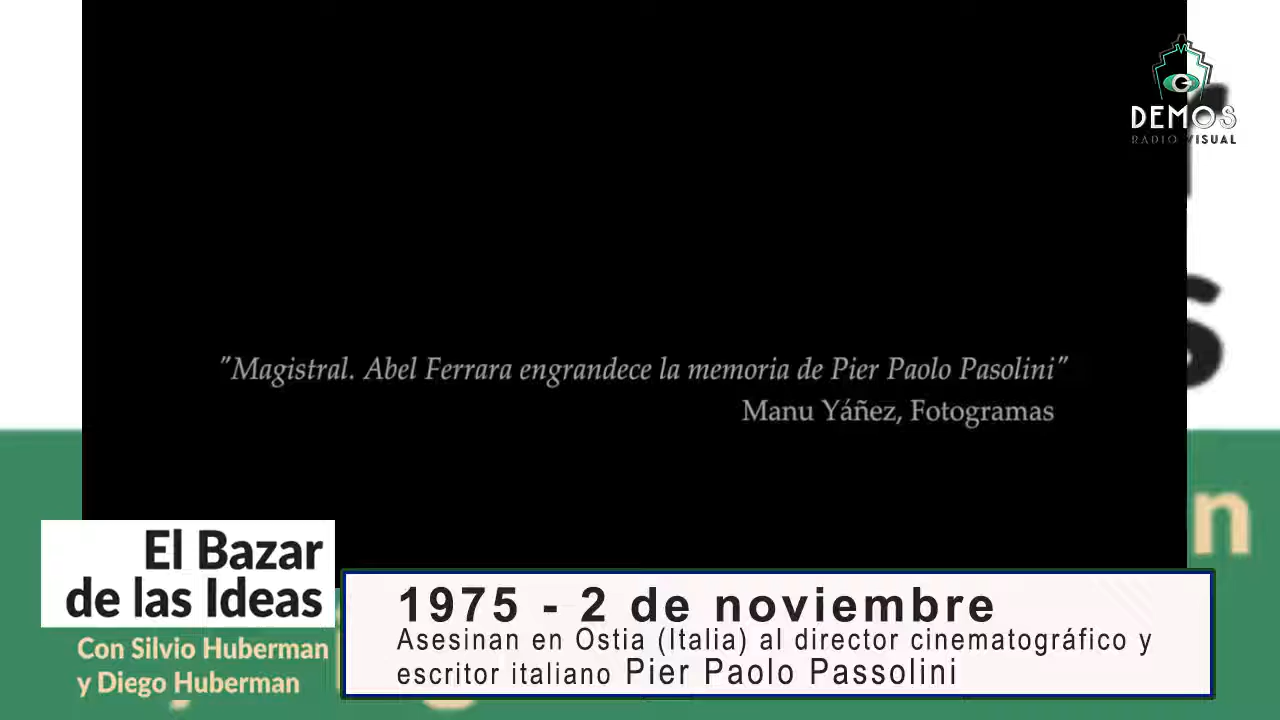 DEMOS
RADIO VISUAL
"Magistral. Abel Ferrara engrandece la memoria de Pier Paolo Pasolini"
Manu Yáñez, Fotogramas
El Bazar
de las Ideas
Con Silvio Huberman
y Diego Huberman
1975 - 2 de noviembre
Asesinan en Ostia (Italia) al director cinematográfico y
escritor italiano Pier Paolo Passolini